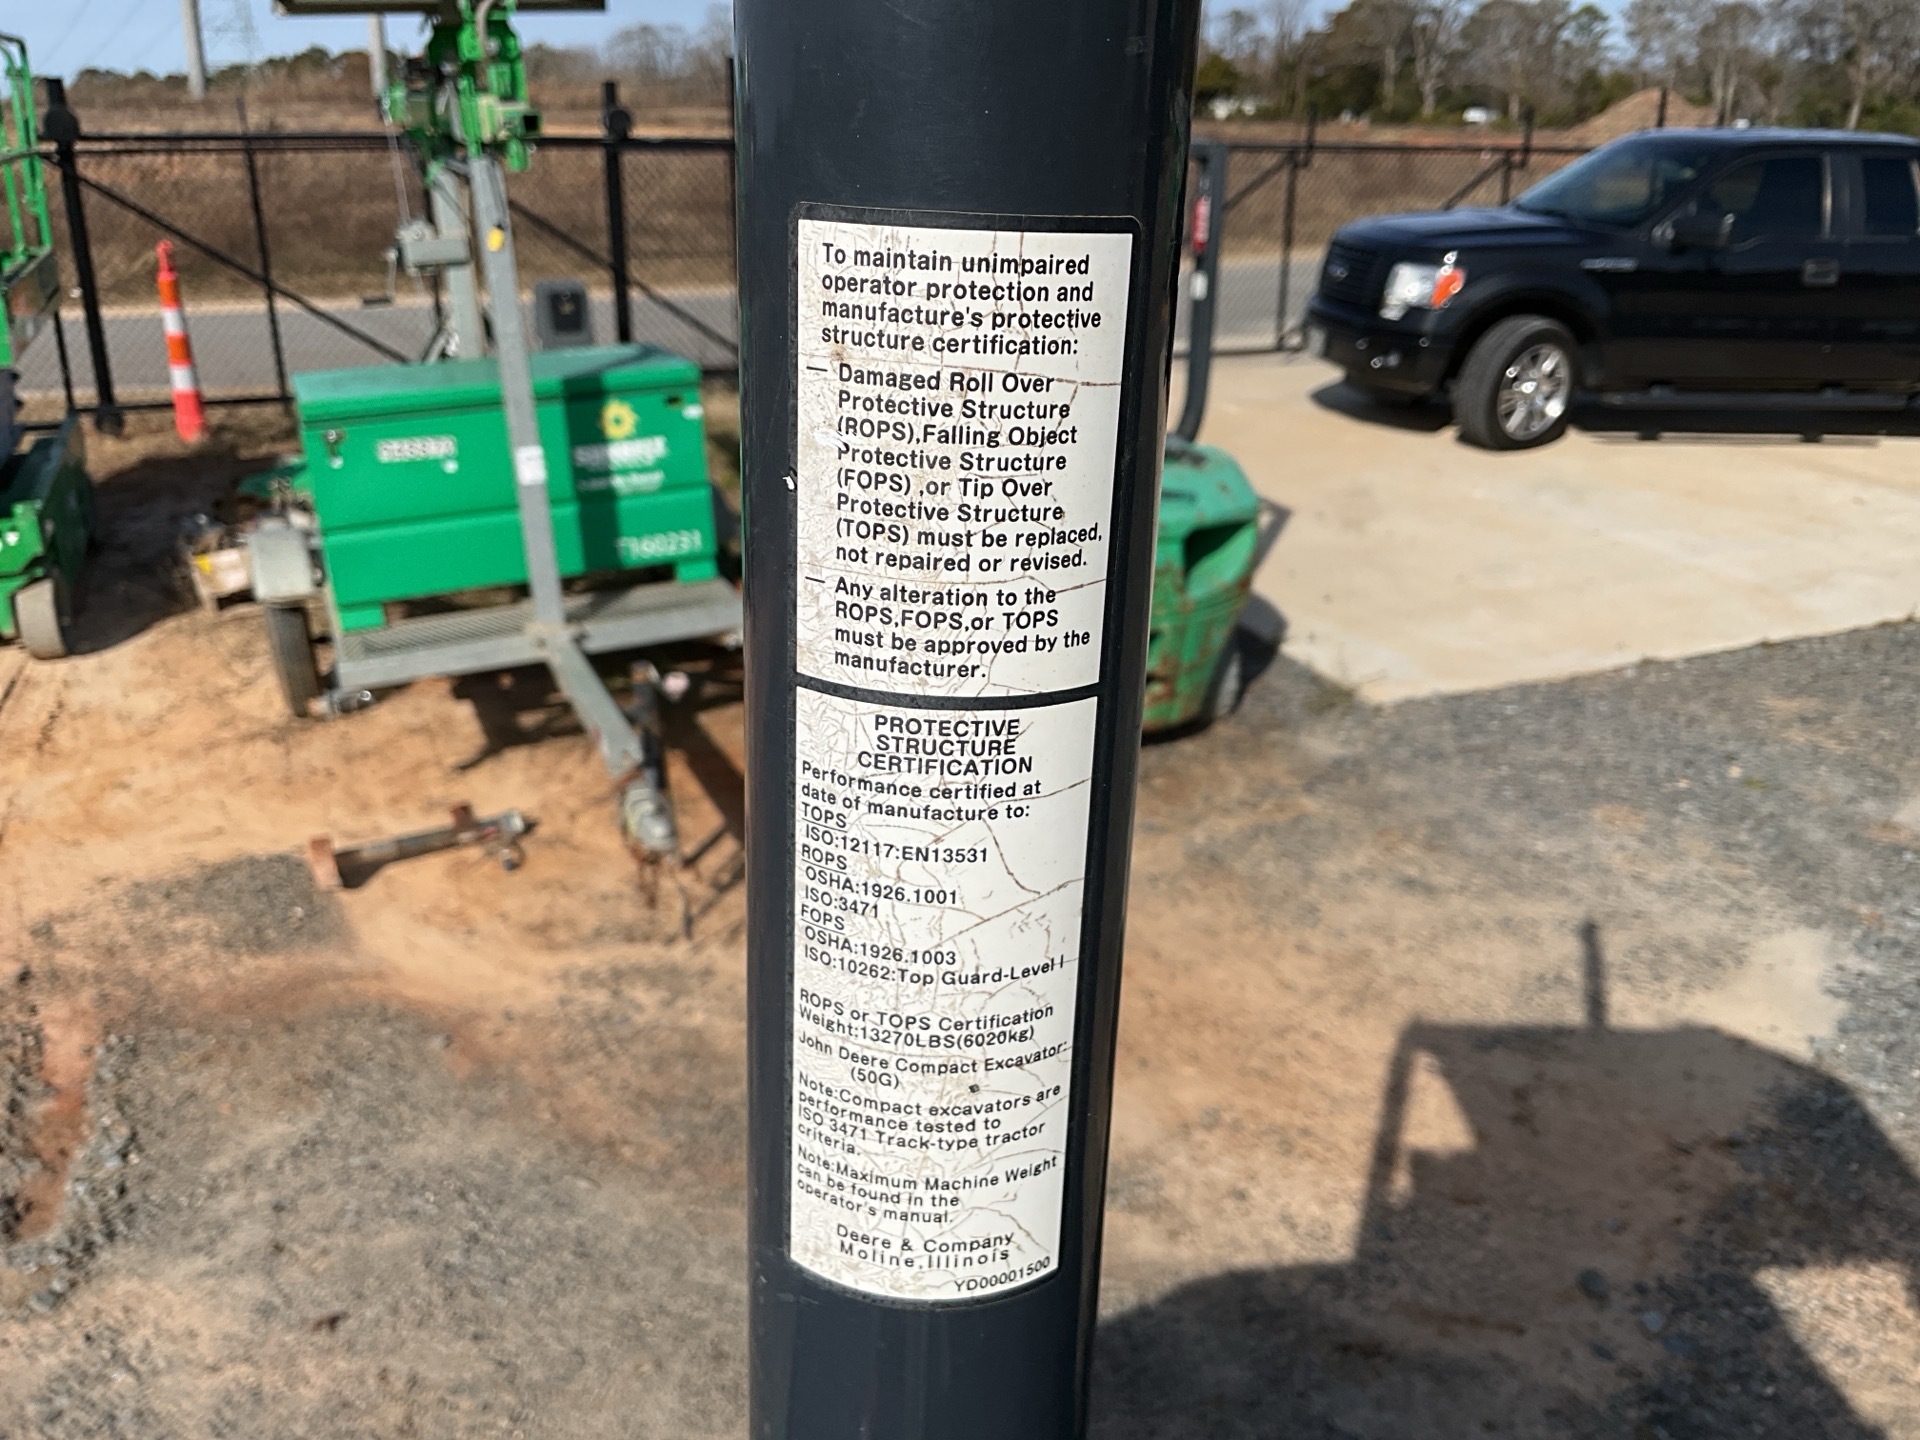 To maintain unimpaired
operator protection and
manufacture's protective
structure certification:
— Damaged Roll Over
Protective Structure
(ROPS),Falling Object
Protective Structure
(FOPS) ,or Tip Over
Protective Structure
(TOPS) must be replaced,
not repaired or revised.
— Any alteration to the
ROPS,FOPS,or TOPS
must be approved by the
manufacturer.
PROTECTIVE
STRUCTURE
CERTIFICATION
Performance certified at
date of manufacture to:
TOPS
ISO:12117:EN13531
ROPS
OSHA:1926.1001
ISO:3471
FOPS
OSHA:1926.1003
ISO:10262:Top Guard-Level I
ROPS or TOPS Certification
Weight:13270LBS(6020kg)
John Deere Compact Excavator:
(50G)
Note:Compact excavators are
performance tested to
ISO 3471 Track-type tractor
criteria.
Note:Maximum Machine Weight
can be found in the
operator's manual.
Deere & Company
Moline,Illinois
YD00001500
T160231